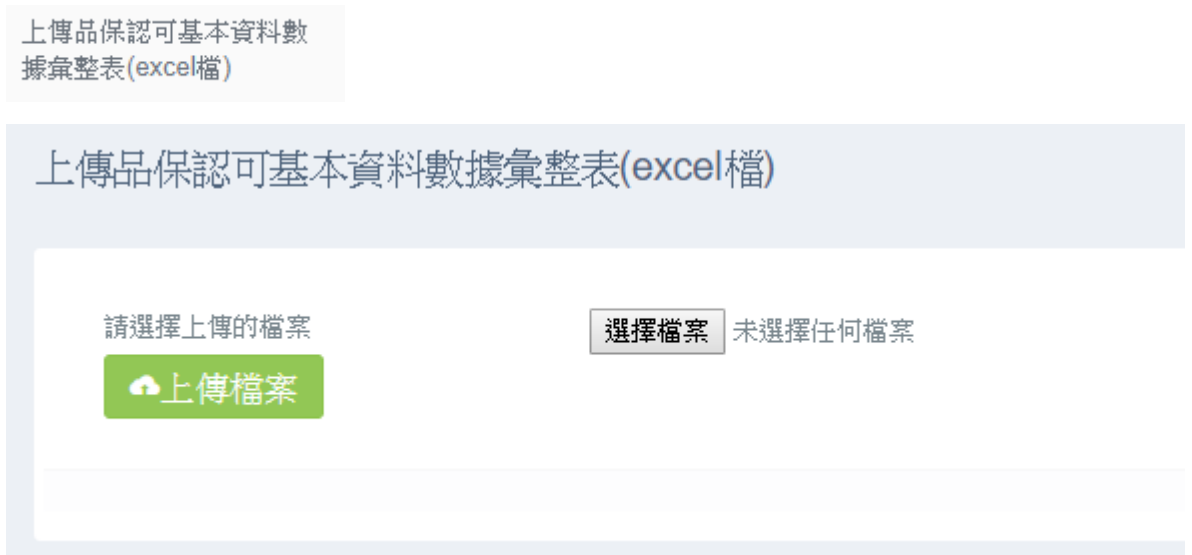 上傳品保認可基本資料數
據彙整表(excel檔)
上傳品保認可基本資料數據彙整表(excel檔)
請選擇上傳的檔案
選擇檔案 未選擇任何檔案
上傳檔案